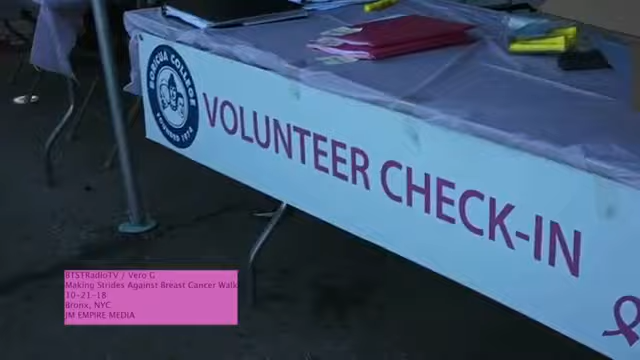 BORICUA COLLEGE
FOUNDED 1974
VOLUNTEER CHECK-IN
BTSTRadioTV / Vero G
Making Strides Against Breast Cancer Walk
10-21-18
Bronx, NYC
JM EMPIRE MEDIA